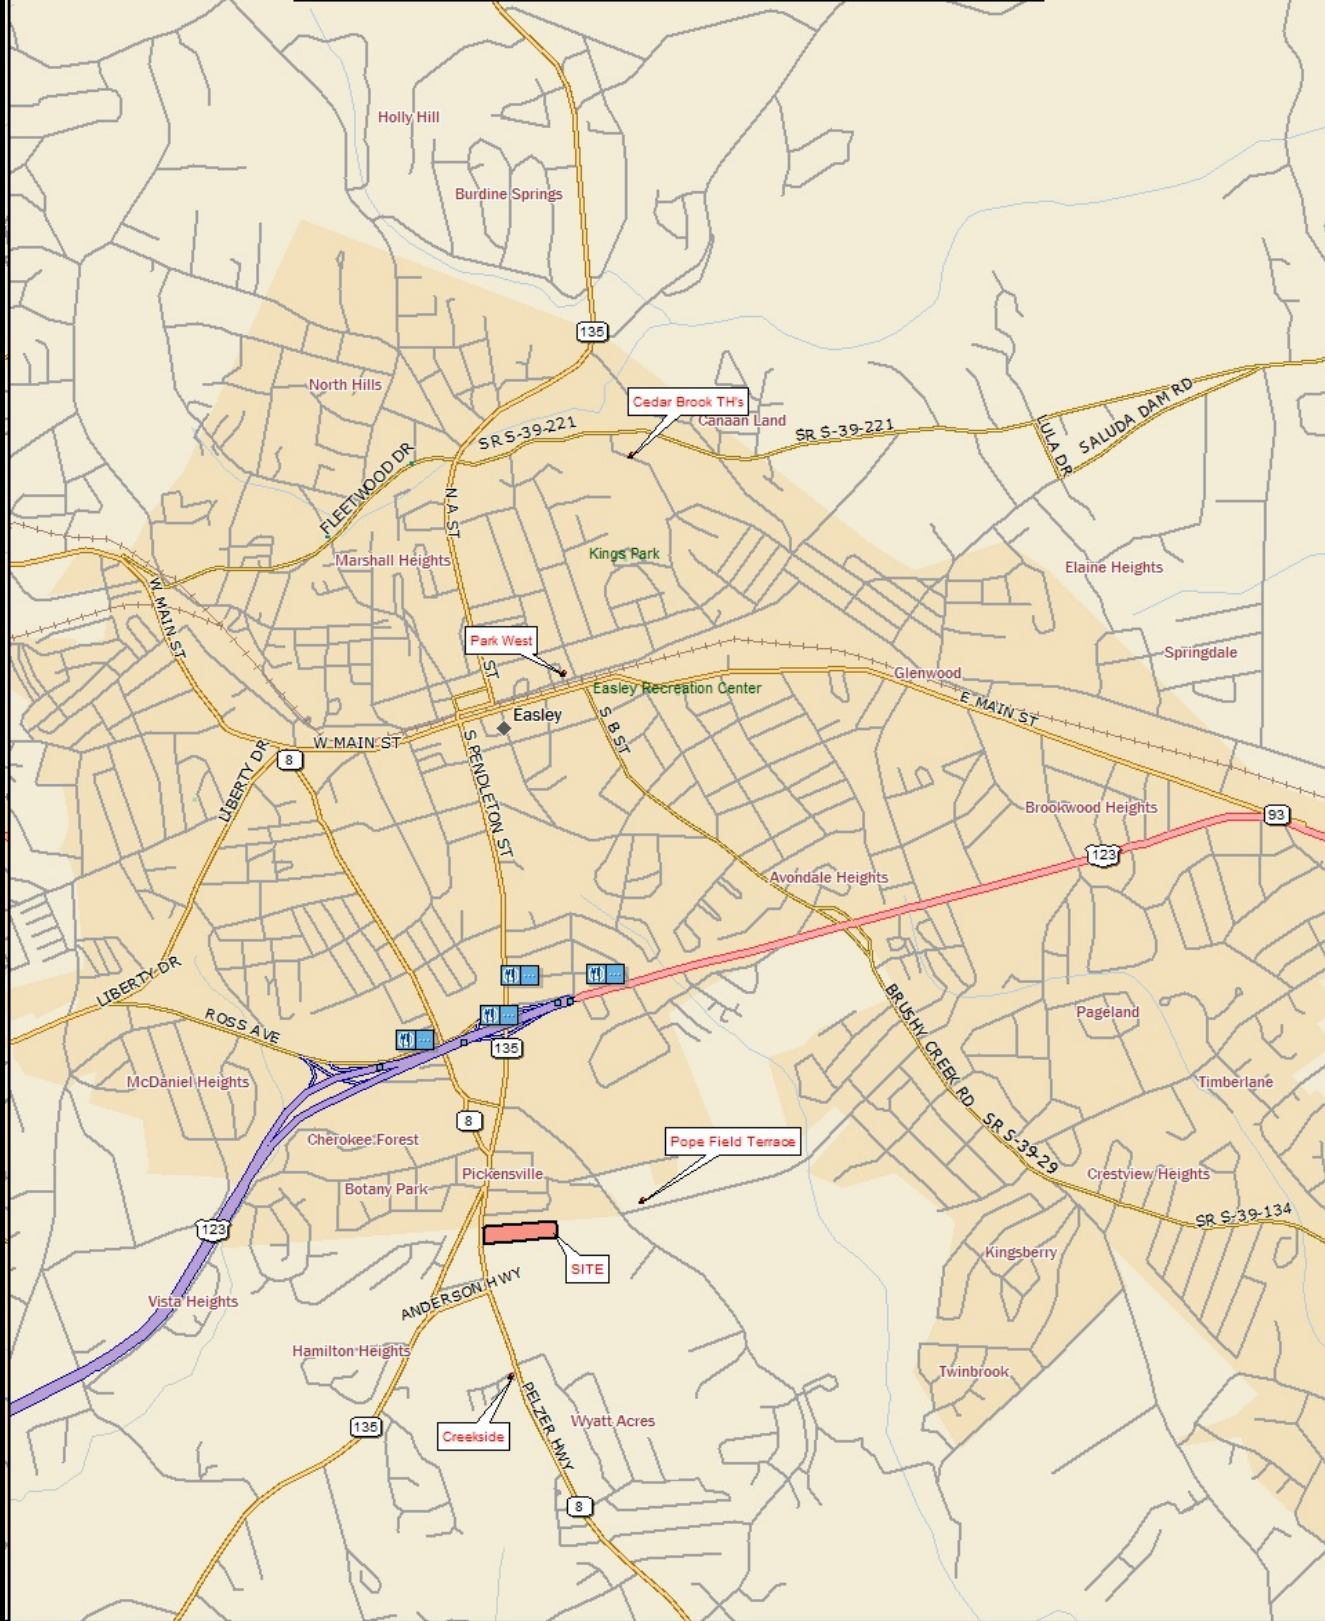 Holly Hill
Burdine Springs
135
North Hills
Cedar Brook TH's
Canaan Land
SR S-39-221
SR S-39-221
LULA DR
SALUDA DAM RD
FLEETWOOD DR
N A ST
Kings Park
Marshall Heights
Elaine Heights
W MAIN ST
Park West
ST
Springdale
Glenwood
Easley Recreation Center
E MAIN ST
Easley
S B ST
W MAIN ST
LIBERTY DR
8
S PENDLETON ST
Brookwood Heights
93
123
Avondale Heights
LIBERTY DR
ROSS AVE
135
BRUSHY CREEK RD
Pageland
McDaniel Heights
Timberlane
8
Cherokee Forest
Pope Field Terrace
SR S-39-29
Pickensville
Botany Park
Crestview Heights
SR S-39-134
123
SITE
Kingsberry
ANDERSON HWY
Vista Heights
Hamilton Heights
Twinbrook
PELZER HWY
135
Creekside
Wyatt Acres
8